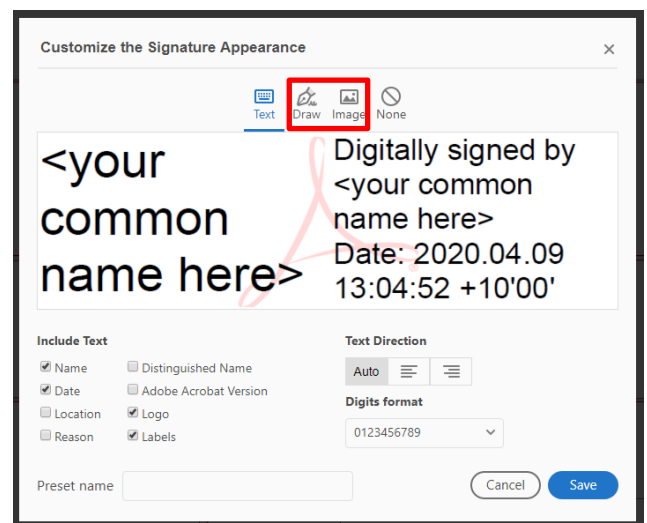 Customize the Signature Appearance
Text Draw Image None
<your
common
name here>
Digitally signed by
<your common
name here>
Date: 2020.04.09
13:04:52 +10'00'
Include Text
Name
Distinguished Name
Date
Adobe Acrobat Version
Location
Logo
Reason
Labels
Text Direction
Auto
Digits format
0123456789
Preset name
Cancel
Save